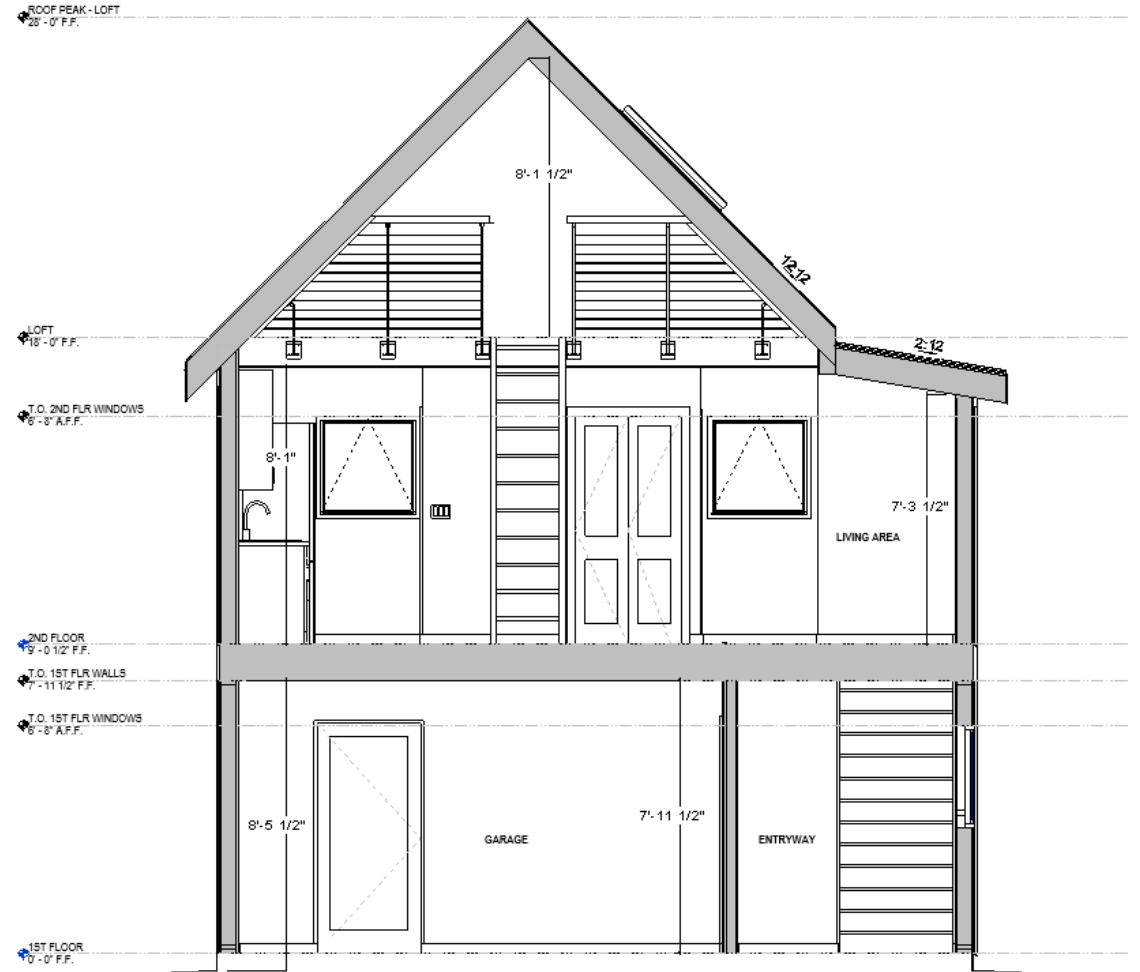 ROOF PEAK - LOFT
28' - 0" F.F.
8'-1 1/2"
12:12
LOFT
18' - 0" F.F.
2:12
T.O. 2ND FLR WINDOWS
6' - 8" A.F.F.
8'-1"
7'-3 1/2"
LIVING AREA
2ND FLOOR
9' - 0 1/2" F.F.
T.O. 1ST FLR WALLS
7' - 11 1/2" F.F.
T.O. 1ST FLR WINDOWS
6' - 8" A.F.F.
8'-5 1/2"
7'-11 1/2"
GARAGE
ENTRYWAY
1ST FLOOR
0' - 0" F.F.